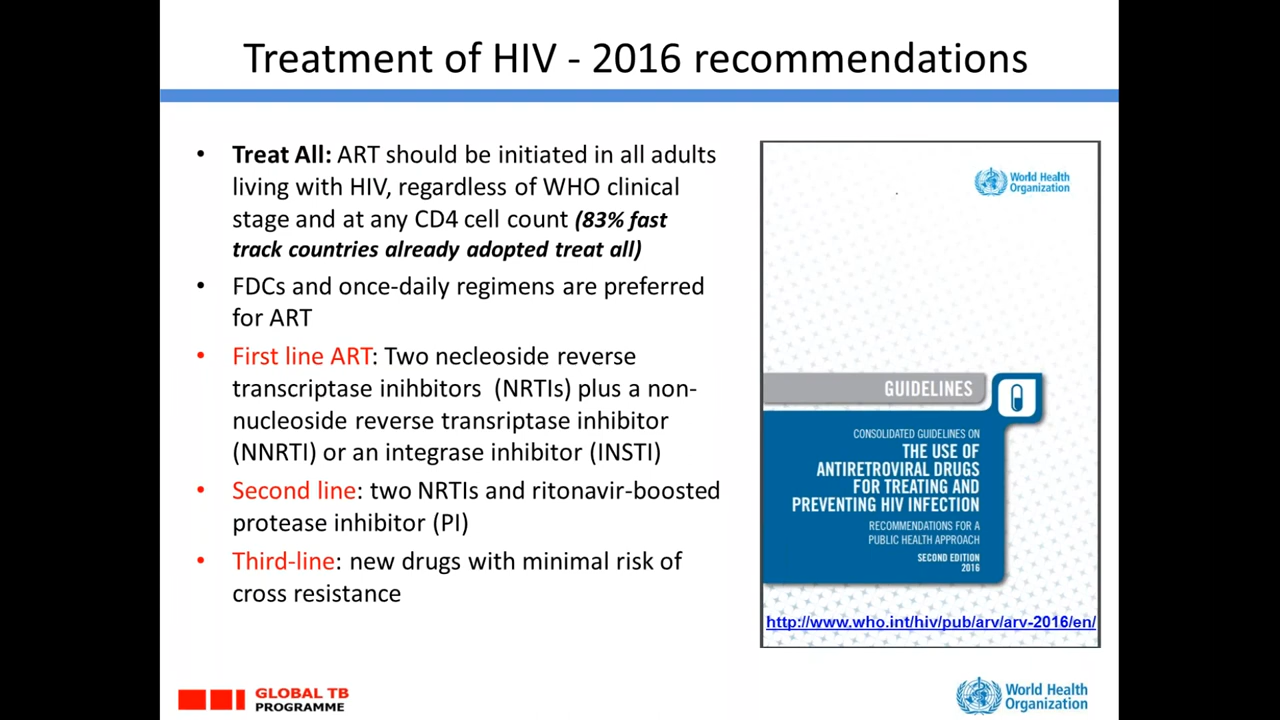 Treatment of HIV - 2016 recommendations
• Treat All: ART should be initiated in all adults
living with HIV, regardless of WHO clinical
stage and at any CD4 cell count (83% fast
track countries already adopted treat all)
• FDCs and once-daily regimens are preferred
for ART
• First line ART: Two necleoside reverse
transcriptase inihbitors (NRTIs) plus a non-
nucleoside reverse transriptase inhibitor
(NNRTI) or an integrase inhibitor (INSTI)
• Second line: two NRTIs and ritonavir-boosted
protease inhibitor (PI)
• Third-line: new drugs with minimal risk of
cross resistance
World Health
Organization
GUIDELINES
CONSOLIDATED GUIDELINES ON
THE USE OF
ANTIRETROVIRAL DRUGS
FOR TREATING AND
PREVENTING HIV INFECTION
RECOMMENDATIONS FOR A
PUBLIC HEALTH APPROACH
SECOND EDITION
2016
http://www.who.int/hiv/pub/arv/arv-2016/en/
GLOBAL TB
PROGRAMME
World Health
Organization